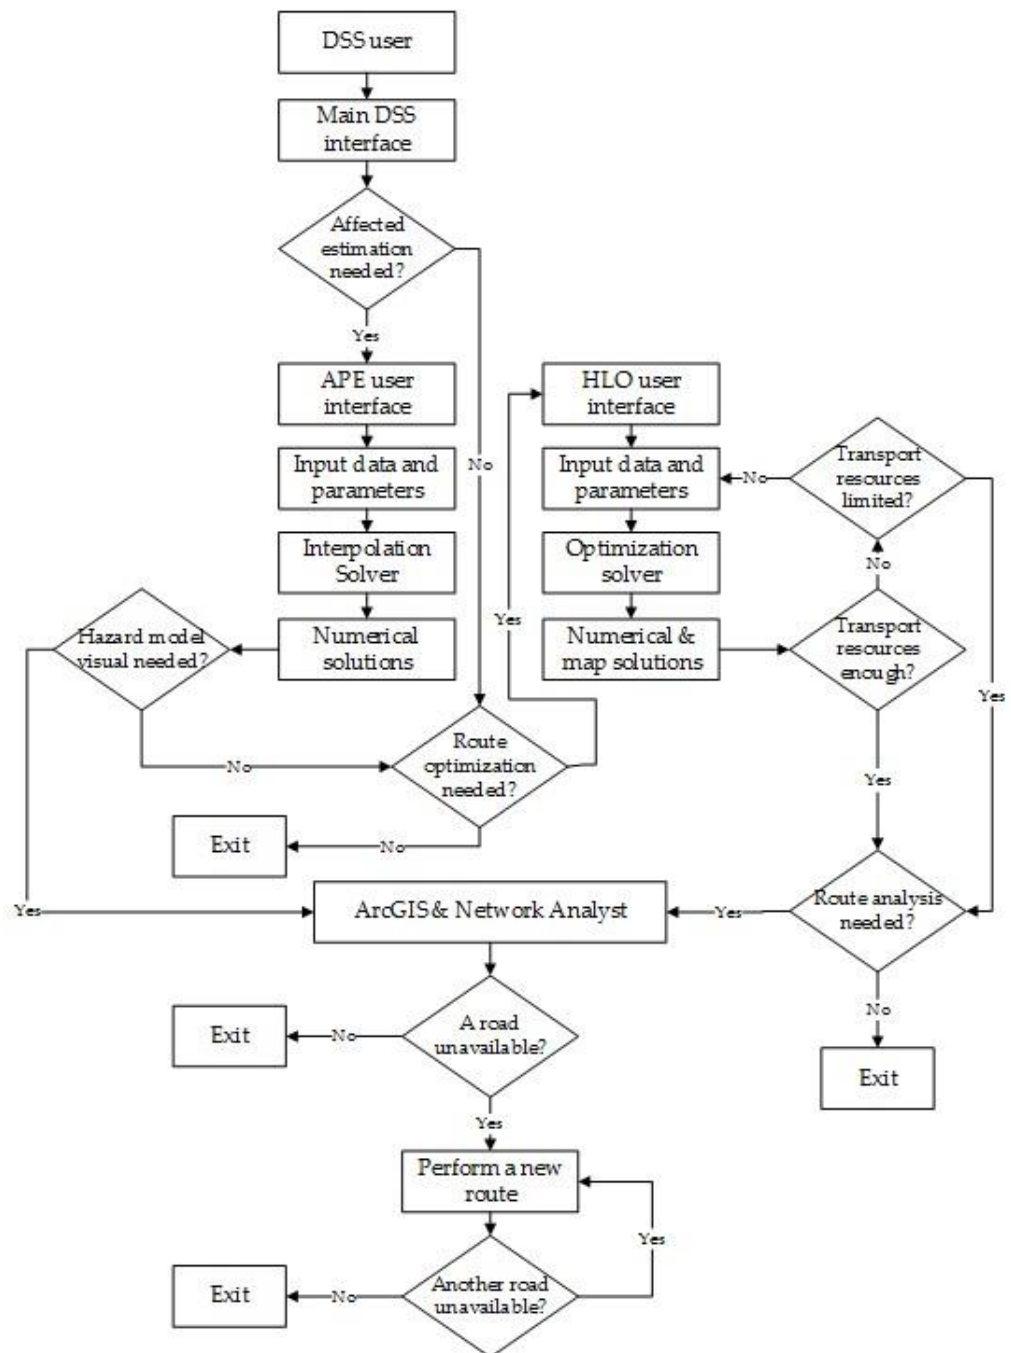 DSS user
Main DSS
interface
Affected
estimation
needed?
Yes
No
APE user
interface
Input data and
parameters
Interpolation
Solver
Numerical
solutions
Hazard model
visual needed?
No
Yes
Route
optimization
needed?
Yes
No
Exit
HLO user
interface
Input data and
parameters
Optimization
solver
Numerical &
map solutions
Transport
resources
limited?
No
Yes
No
Transport
resources
enough?
Yes
Route analysis
needed?
Yes
No
Exit
ArcGIS & Network Analyst
A road
unavailable?
No
Exit
Yes
Perform a new
route
Yes
Another road
unavailable?
No
Exit